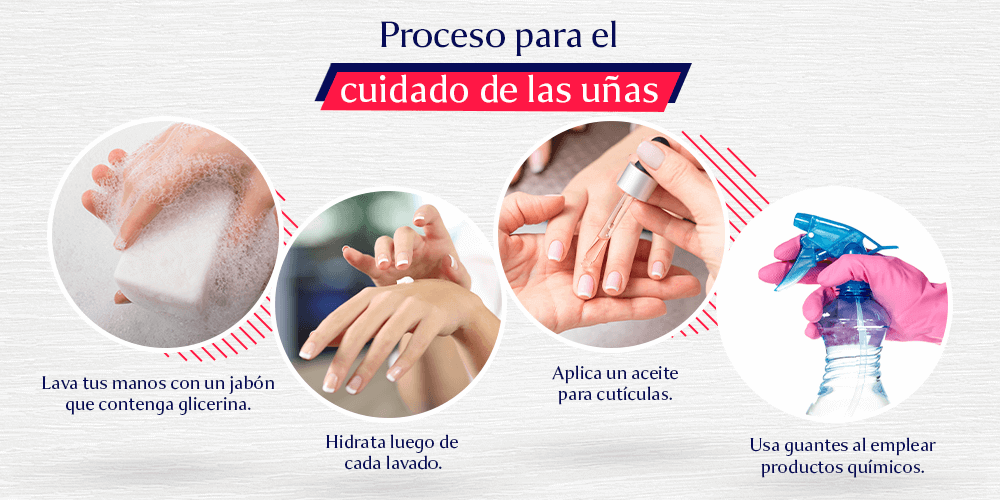 Proceso para el
cuidado de las uñas
Lava tus manos con un jabón
que contenga glicerina.
Hidrata luego de
cada lavado.
Aplica un aceite
para cutículas.
Usa guantes al emplear
productos químicos.